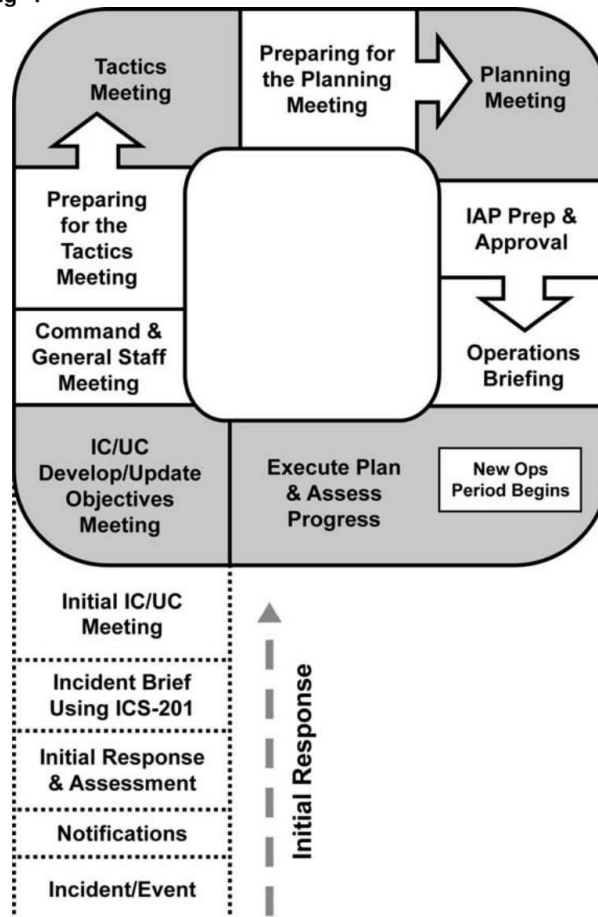 Tactics
Meeting
Preparing for
the Planning
Meeting
Planning
Meeting
Preparing
for the
Tactics
Meeting
IAP Prep &
Approval
Command &
General Staff
Meeting
Operations
Briefing
IC/UC
Develop/Update
Objectives
Meeting
Execute Plan
& Assess
Progress
New Ops
Period Begins
Initial IC/UC
Meeting
Incident Brief
Using ICS-201
Initial Response
& Assessment
Notifications
Incident/Event
Initial Response